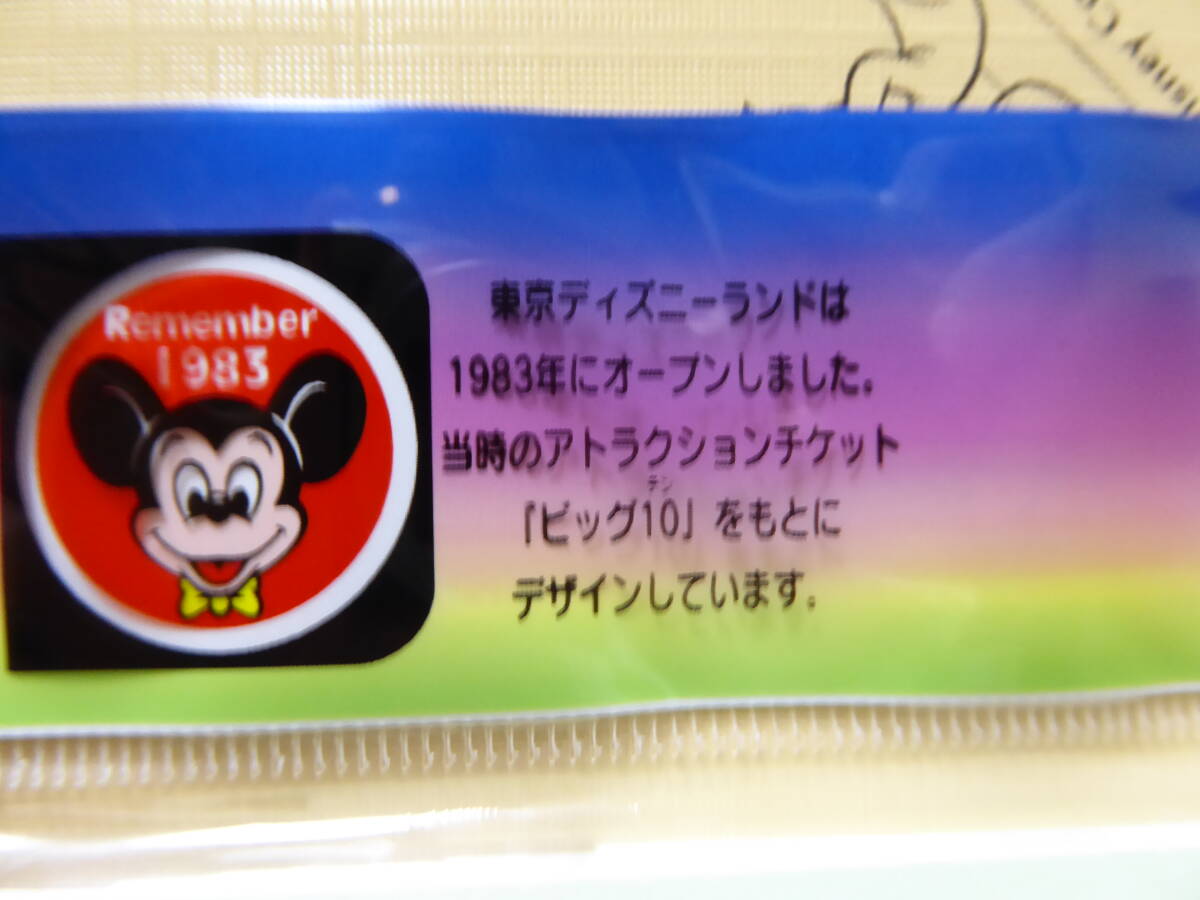 isney Co
Remember
1983
東京ディズニーランドは
1983年にオープンしました。
当時のアトラクションチケット
テン
「ビッグ10」をもとに
デザインしています。